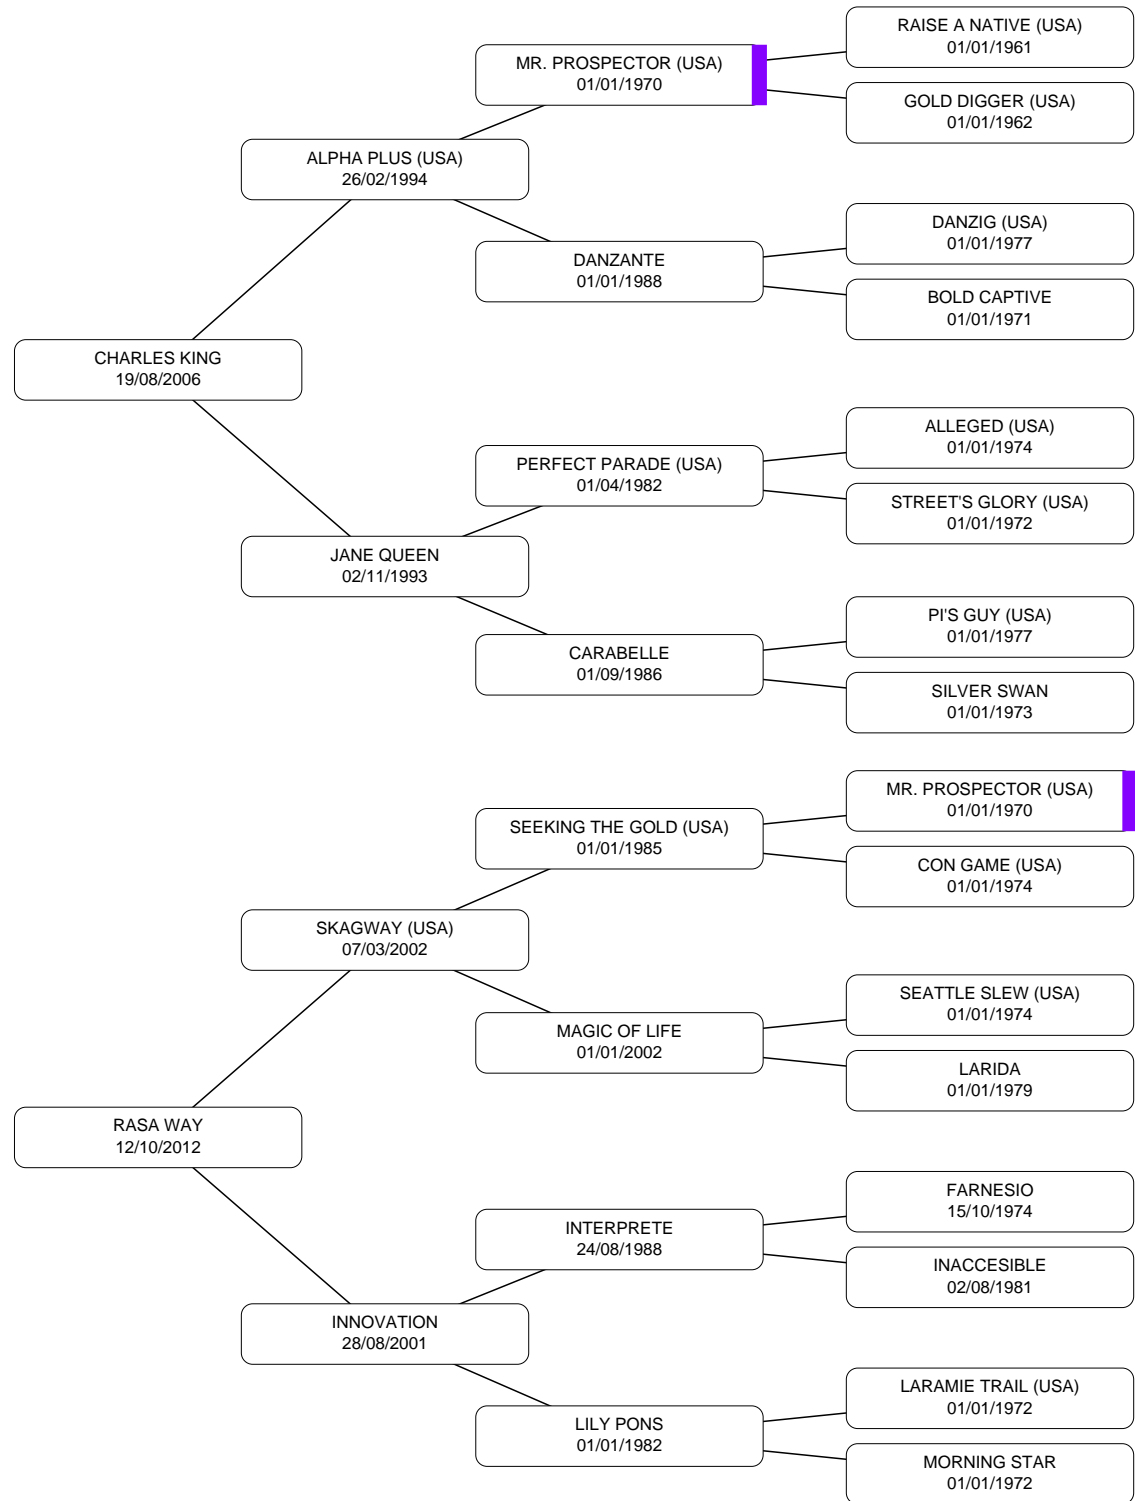 RAISE A NATIVE (USA)
01/01/1961
MR. PROSPECTOR (USA)
01/01/1970
GOLD DIGGER (USA)
01/01/1962
ALPHA PLUS (USA)
26/02/1994
DANZIG (USA)
01/01/1977
DANZANTE
01/01/1988
BOLD CAPTIVE
01/01/1971
CHARLES KING
19/08/2006
ALLEGED (USA)
01/01/1974
PERFECT PARADE (USA)
01/04/1982
STREET'S GLORY (USA)
01/01/1972
JANE QUEEN
02/11/1993
PI'S GUY (USA)
01/01/1977
CARABELLE
01/09/1986
SILVER SWAN
01/01/1973
MR. PROSPECTOR (USA)
01/01/1970
SEEKING THE GOLD (USA)
01/01/1985
CON GAME (USA)
01/01/1974
SKAGWAY (USA)
07/03/2002
SEATTLE SLEW (USA)
01/01/1974
MAGIC OF LIFE
01/01/2002
LARIDA
01/01/1979
RASA WAY
12/10/2012
FARNESIO
15/10/1974
INTERPRETE
24/08/1988
INACCESIBLE
02/08/1981
INNOVATION
28/08/2001
LARAMIE TRAIL (USA)
01/01/1972
LILY PONS
01/01/1982
MORNING STAR
01/01/1972